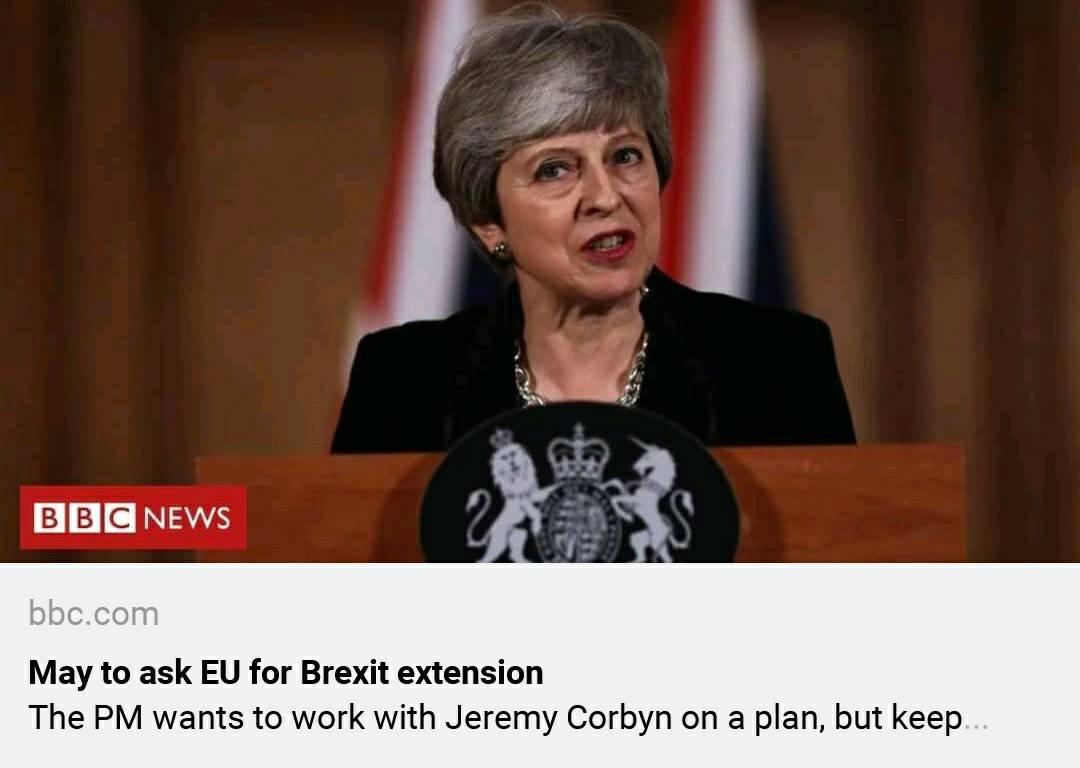 BBC NEWS
bbc.com
May to ask EU for Brexit extension
The PM wants to work with Jeremy Corbyn on a plan, but keep...